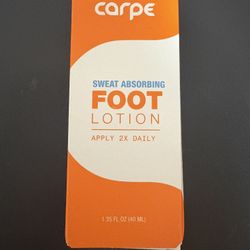 carpe
SWEAT ABSORBING
FOOT
LOTION
APPLY 2X DAILY
1.35 FL OZ (40 ML)